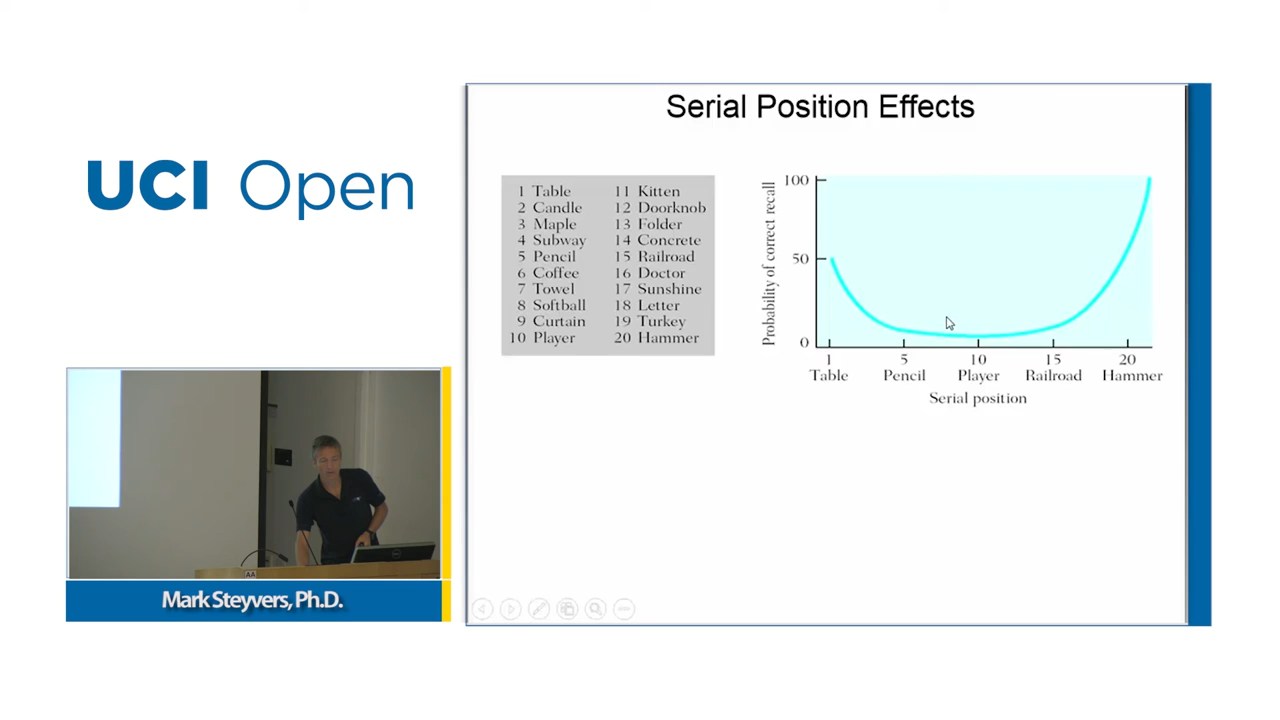 UCI Open
Serial Position Effects
1 Table
2 Candle
3 Maple
4 Subway
5 Pencil
6 Coffee
7 Towel
8 Softball
9 Curtain
10 Player
11 Kitten
12 Doorknob
13 Folder
14 Concrete
15 Railroad
16 Doctor
17 Sunshine
18 Letter
19 Turkey
20 Hammer
Probability of correct recall
100
50
0
1 5 10 15 20
Table Pencil Player Railroad Hammer
Serial position
AA
Mark Steyvers, Ph.D.